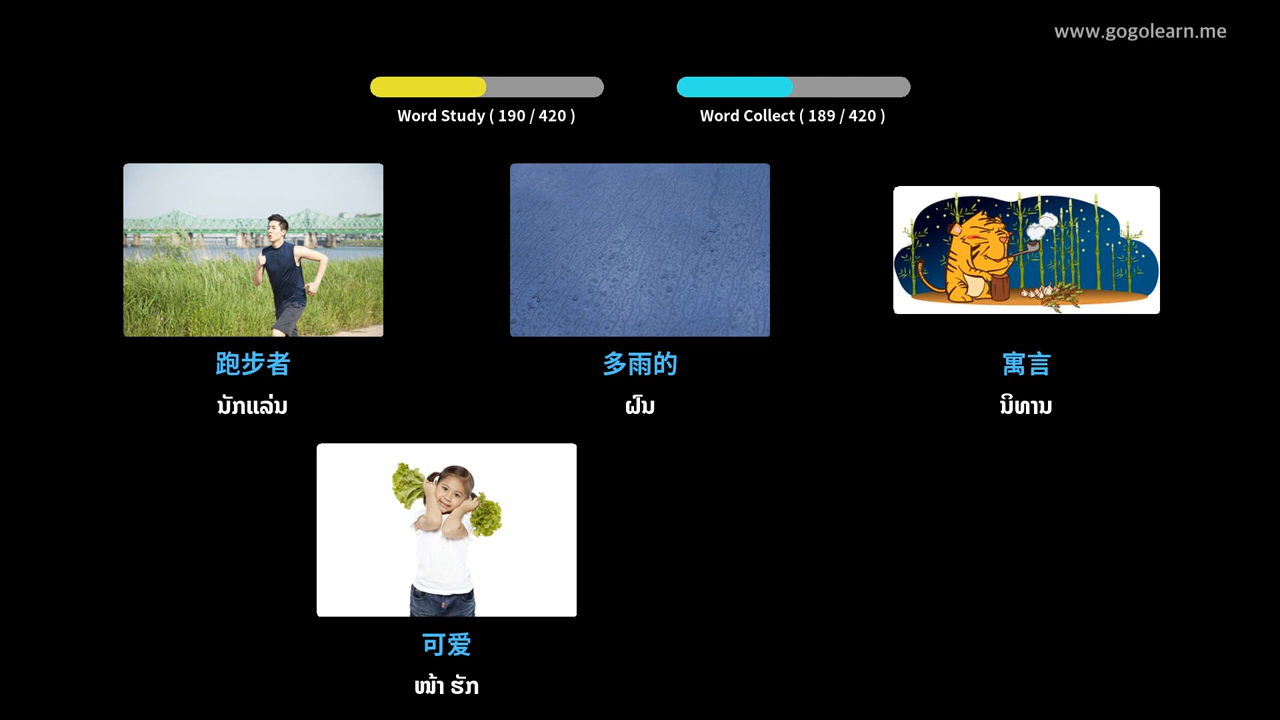 www.gogolearn.me
Word Study ( 190 / 420 )
Word Collect ( 189 / 420 )
跑步者
ນັກແລ່ນ
多雨的
ຝົນ
寓言
ນິທານ
可爱
ໜ້າ ຮັກ